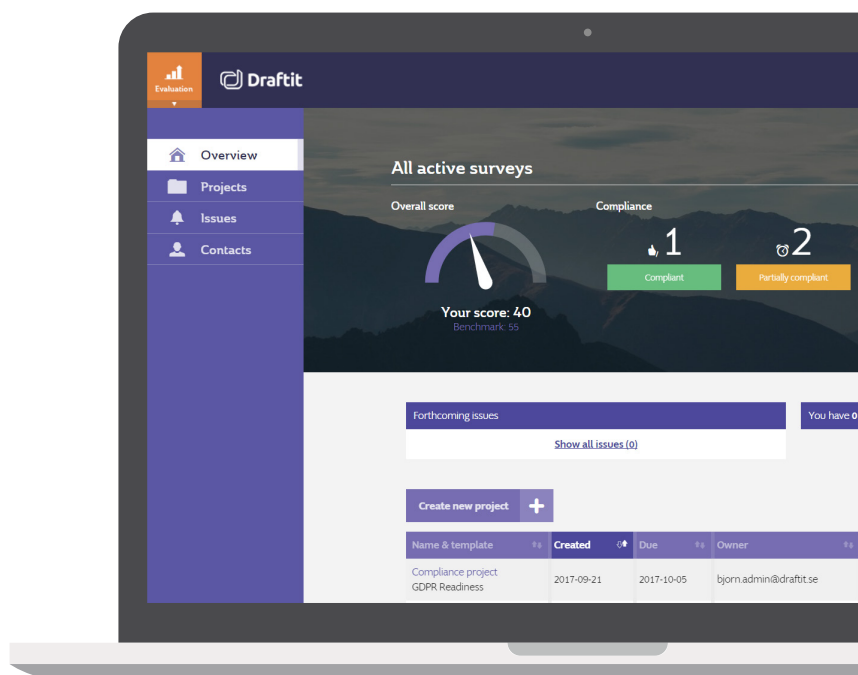 Evaluation
Draftit
Overview
Projects
Issues
Contacts
All active surveys
Overall score
Compliance
1
2
Compliant
Partially compliant
Your score: 40
Benchmark: 55
Forthcoming issues
You have 0
Show all issues (0)
Create new project
Name & template Created Due Owner
Compliance project
GDPR Readiness
2017-09-21 2017-10-05 bjorn.admin@draftit.se